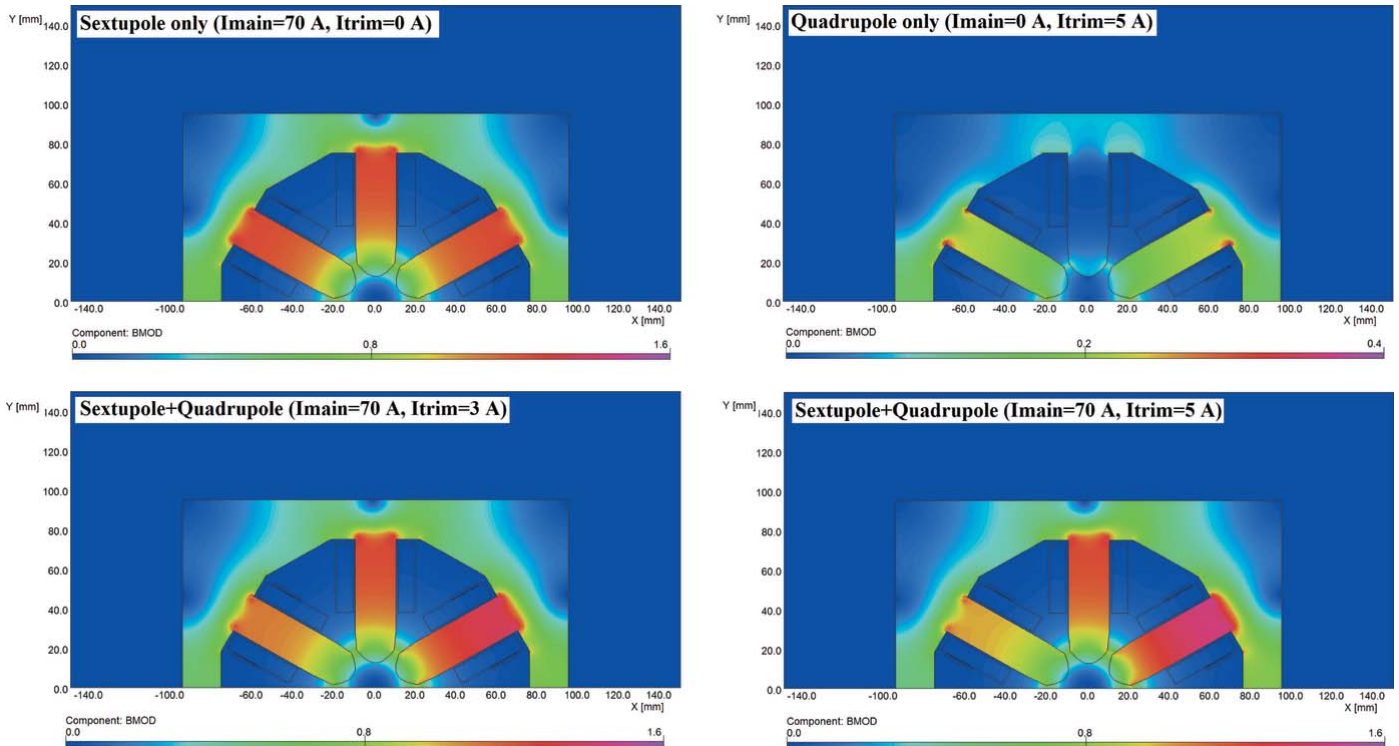 Sextupole only (Imain=70 A, Itrim=0 A)
Y [mm]
140.0
120.0
100.0
80.0
60.0
40.0
20.0
0.0
-140.0 -100.0 -60.0 -40.0 -20.0 0.0 20.0 40.0 60.0 80.0 100.0 120.0 140.0
X [mm]
Component: BMOD
0.0 0.8 1.6
Quadrupole only (Imain=0 A, Itrim=5 A)
Y [mm]
140.0
120.0
100.0
80.0
60.0
40.0
20.0
0.0
-140.0 -100.0 -60.0 -40.0 -20.0 0.0 20.0 40.0 60.0 80.0 100.0 120.0 140.0
X [mm]
Component: BMOD
0.0 0.2 0.4
Sextupole+Quadrupole (Imain=70 A, Itrim=3 A)
Y [mm]
140.0
120.0
100.0
80.0
60.0
40.0
20.0
0.0
-140.0 -100.0 -60.0 -40.0 -20.0 0.0 20.0 40.0 60.0 80.0 100.0 120.0 140.0
X [mm]
Component: BMOD
0.0 0.8 1.6
Sextupole+Quadrupole (Imain=70 A, Itrim=5 A)
Y [mm]
140.0
120.0
100.0
80.0
60.0
40.0
20.0
0.0
-140.0 -100.0 -60.0 -40.0 -20.0 0.0 20.0 40.0 60.0 80.0 100.0 120.0 140.0
X [mm]
Component: BMOD
0.0 0.8 1.6